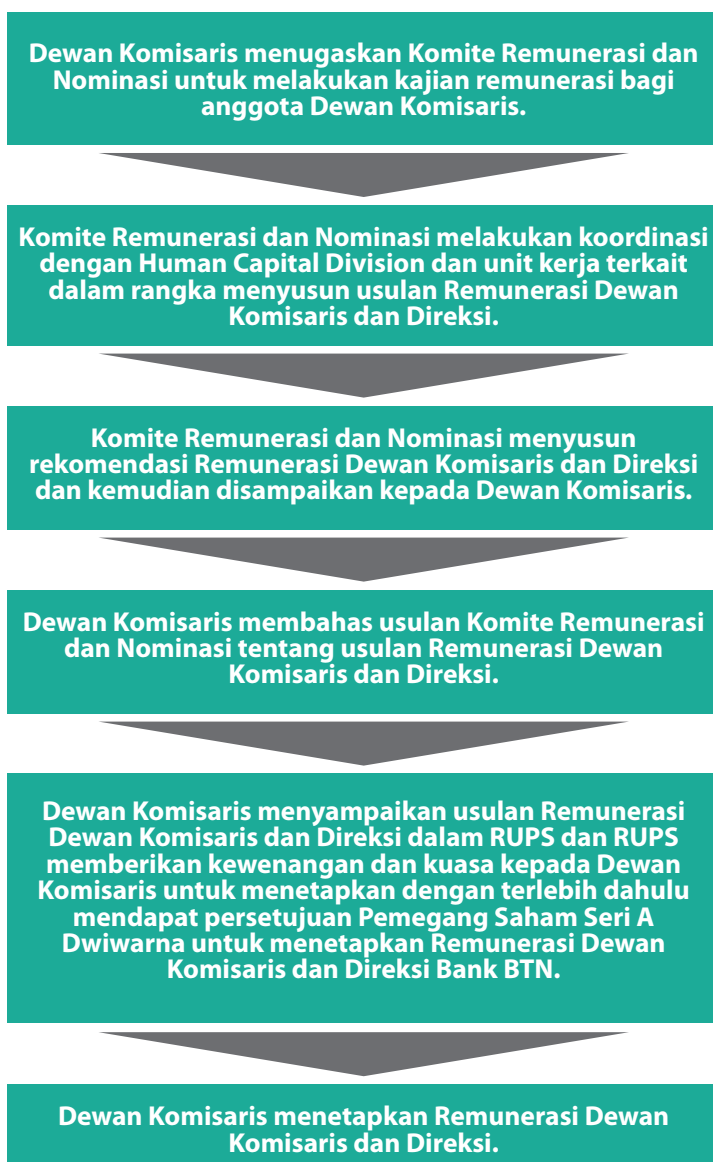 Dewan Komisaris menugaskan Komite Remunerasi dan
Nominasi untuk melakukan kajian remunerasi bagi
anggota Dewan Komisaris.
Komite Remunerasi dan Nominasi melakukan koordinasi
dengan Human Capital Division dan unit kerja terkait
dalam rangka menyusun usulan Remunerasi Dewan
Komisaris dan Direksi.
Komite Remunerasi dan Nominasi menyusun
rekomendasi Remunerasi Dewan Komisaris dan Direksi
dan kemudian disampaikan kepada Dewan Komisaris.
Dewan Komisaris membahas usulan Komite Remunerasi
dan Nominasi tentang usulan Remunerasi Dewan
Komisaris dan Direksi.
Dewan Komisaris menyampaikan usulan Remunerasi
Dewan Komisaris dan Direksi dalam RUPS dan RUPS
memberikan kewenangan dan kuasa kepada Dewan
Komisaris untuk menetapkan dengan terlebih dahulu
mendapat persetujuan Pemegang Saham Seri A
Dwiwarna untuk menetapkan Remunerasi Dewan
Komisaris dan Direksi Bank BTN.
Dewan Komisaris menetapkan Remunerasi Dewan
Komisaris dan Direksi.